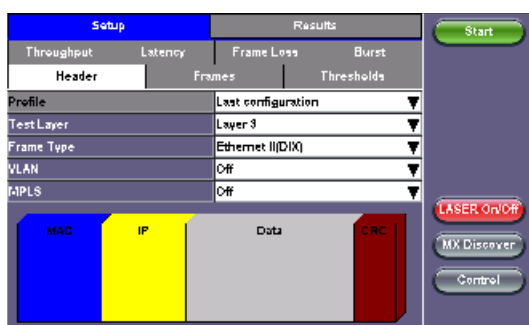 Setup Results
Throughput Latency Frame Loss Burst
Header Frames Thresholds
Profile Last configuration
Test Layer Layer 3
Frame Type Ethernet II(DIX)
VLAN Off
MPLS Off
MAC IP Data CRC
Start
LASER On/Off
MX Discover
Control